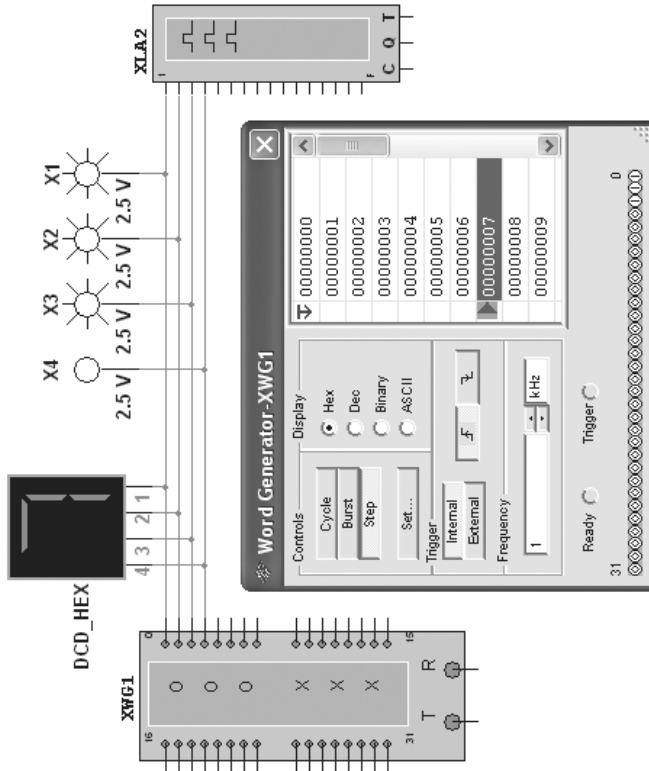 XWG1
16
0
O
O
O
X
X
X
31
15
T
R
DCD_HEX
4
3
2
1
X4
X3
X2
X1
2.5 V
2.5 V
2.5 V
2.5 V
XLA2
1
F
C Q T
Word Generator-XWG1
Controls
Cycle
Burst
Step
Set...
Display
Hex
Dec
Binary
ASCII
Trigger
Internal
External
Frequency
1
kHz
00000000
00000001
00000002
00000003
00000004
00000005
00000006
00000007
00000008
00000009
Ready
Trigger
31
0